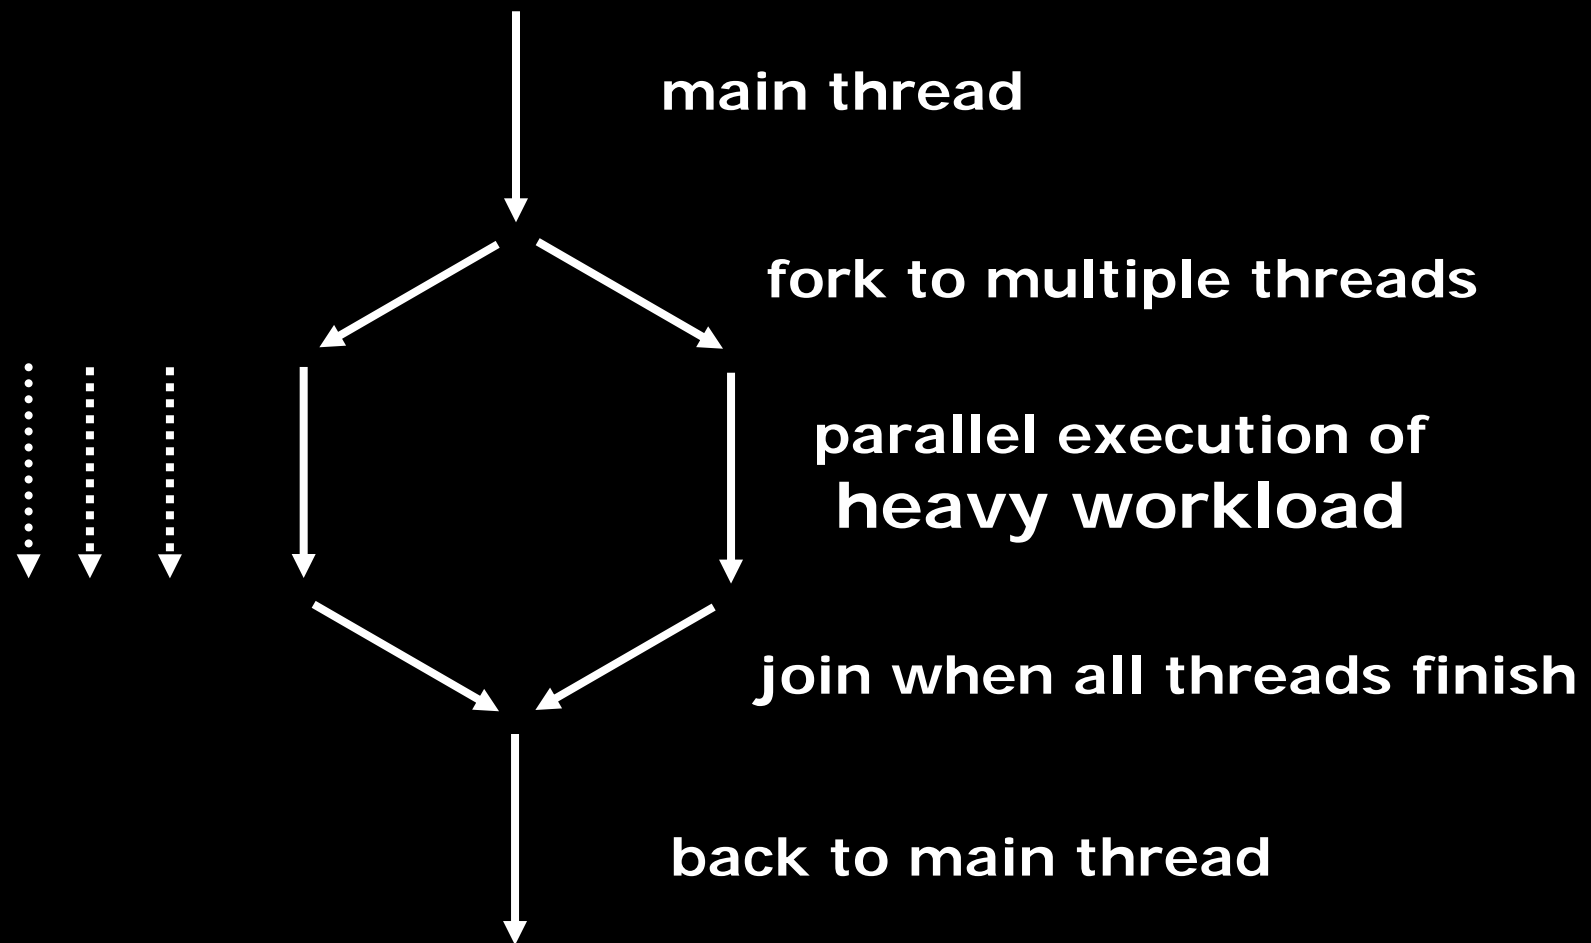 main thread
fork to multiple threads
parallel execution of
heavy workload
join when all threads finish
back to main thread